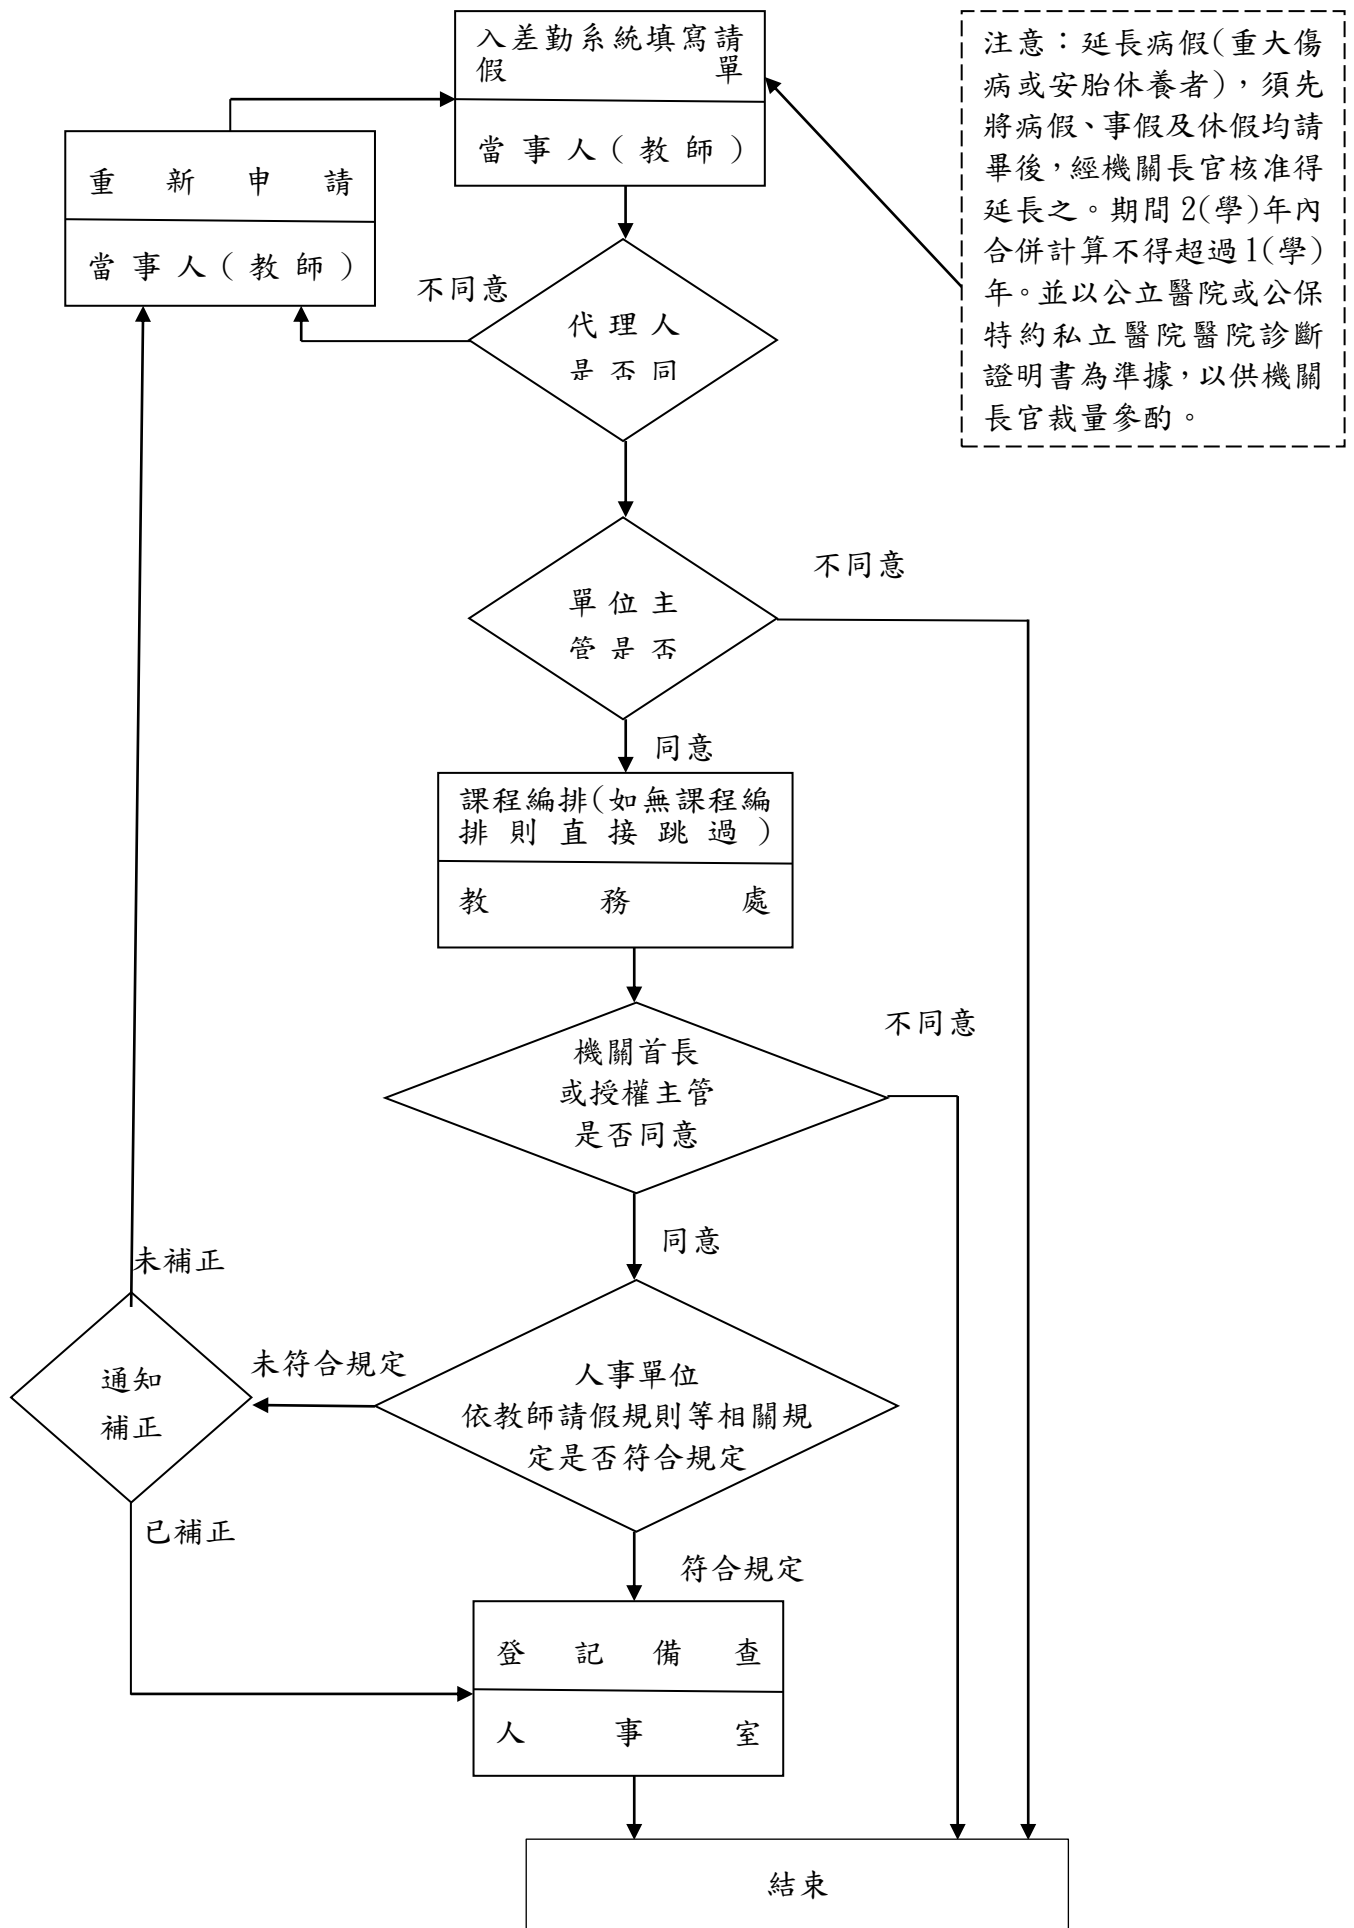 入差勤系統填寫請
假單
當事人(教師)
注意：延長病假(重大傷
病或安胎休養者)，須先
將病假、事假及休假均請
畢後，經機關長官核准得
延長之。期間2(學)年內
合併計算不得超過1(學)
年。並以公立醫院或公保
特約私立醫院醫院診斷
證明書為準據，以供機關
長官裁量參酌。
重新申請
當事人(教師)
不同意
代理人
是否同
不同意
單位主
管是否
同意
課程編排(如無課程編
排則直接跳過)
教務處
不同意
機關首長
或授權主管
是否同意
同意
未補正
通知
補正
未符合規定
人事單位
依教師請假規則等相關規
定是否符合規定
已補正
符合規定
登記備查
人事室
結束